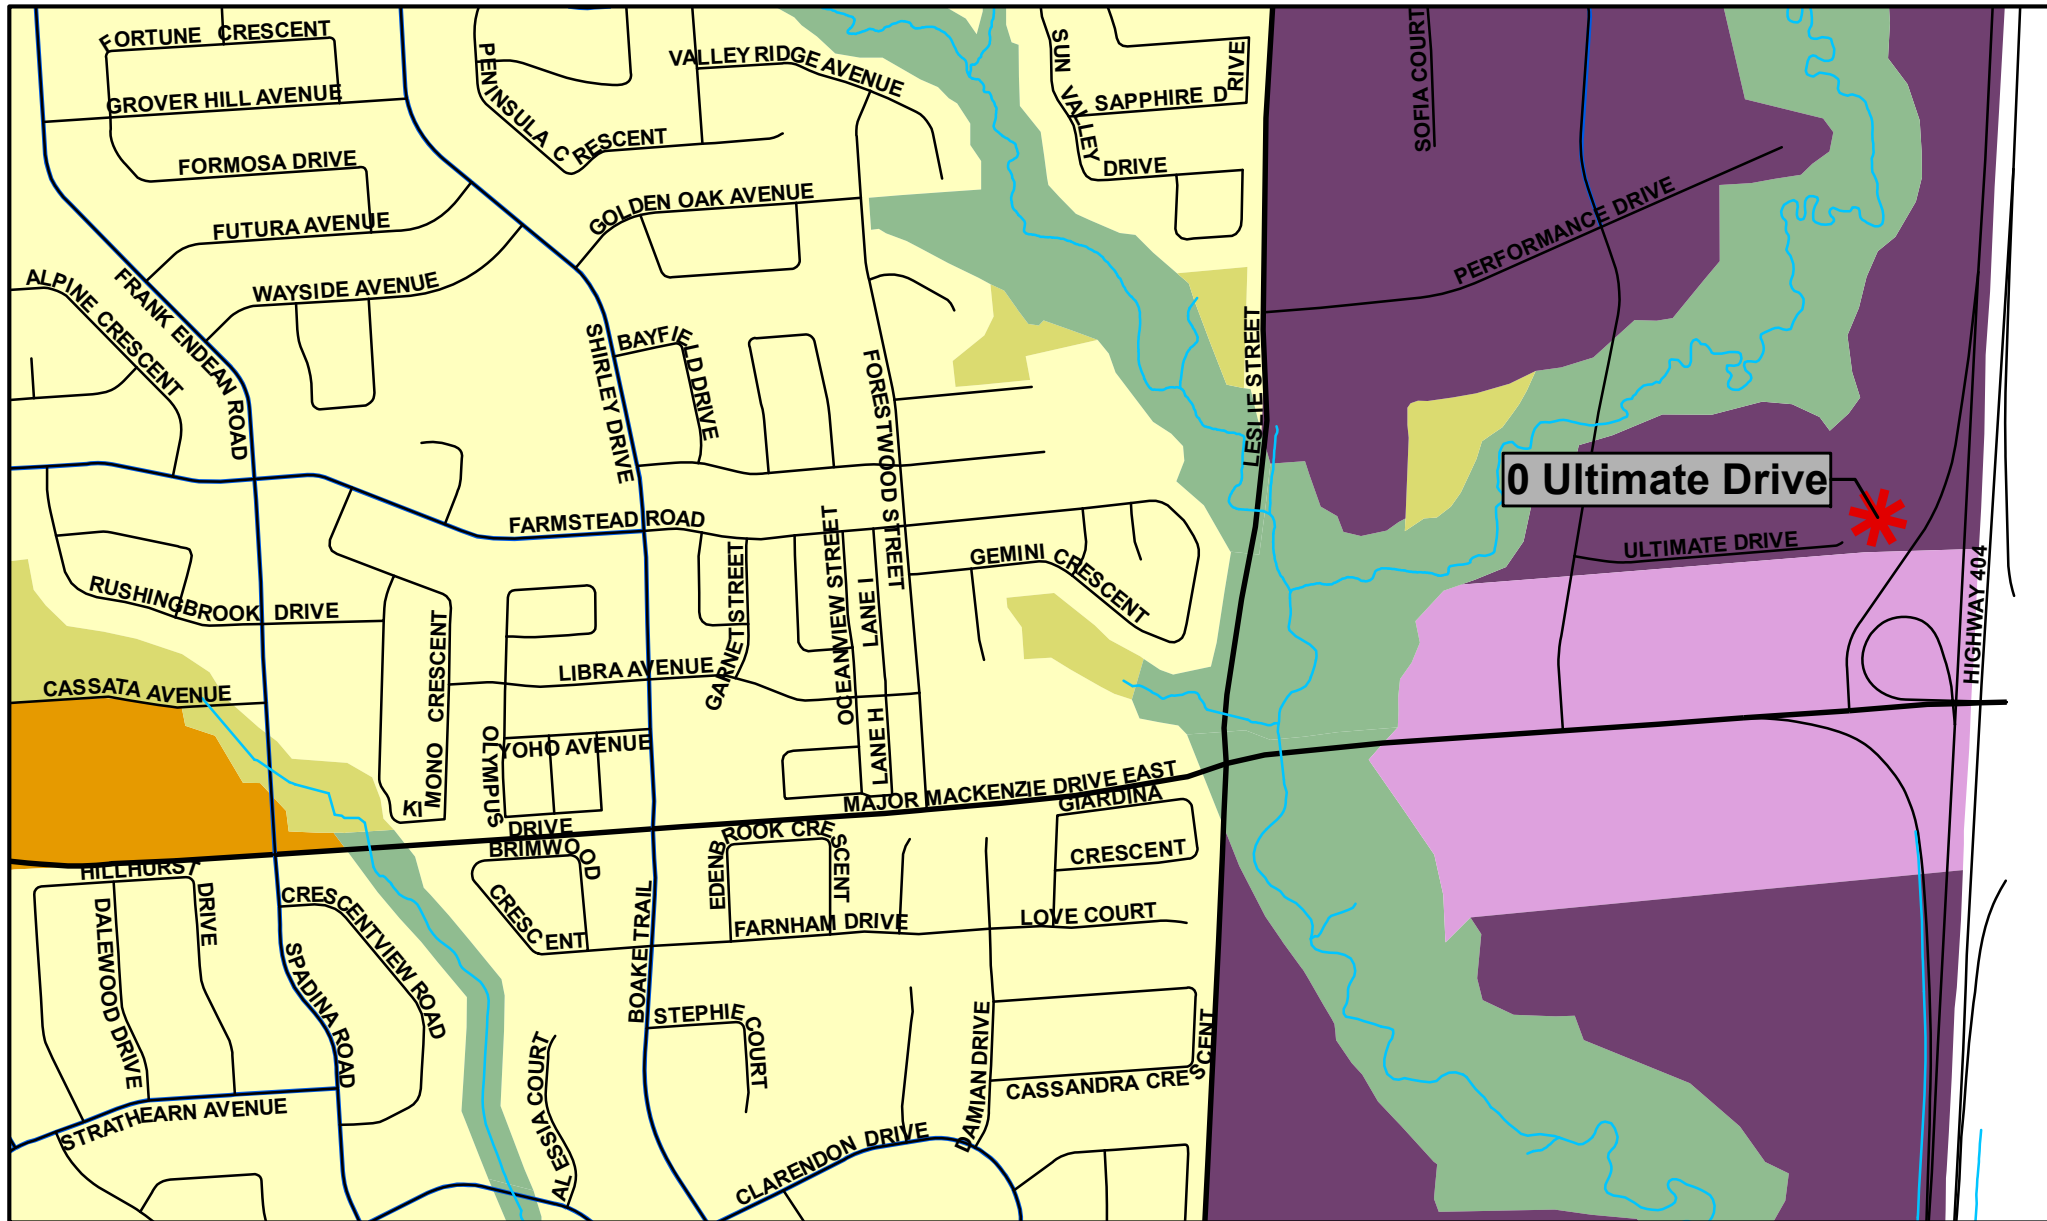 FORTUNE CRESCENT
GROVER HILL AVENUE
FORMOSA DRIVE
FUTURA AVENUE
WAYSIDE AVENUE
ALPINE CRESCENT
FRANK ENDEAN ROAD
PENINSULA CRESCENT
VALLEY RIDGE AVENUE
GOLDEN OAK AVENUE
SUN VALLEY DRIVE
SAPPHIRE DRIVE
SOFIA COURT
PERFORMANCE DRIVE
LESLIE STREET
SHIRLEY DRIVE
BAYFIELD DRIVE
FORESTWOOD STREET
0 Ultimate Drive
ULTIMATE DRIVE
HIGHWAY 404
FARMSTEAD ROAD
GARNET STREET
OCEANVIEW STREET
LANE I
LANE H
GEMINI CRESCENT
RUSHINGBROOK DRIVE
CASSATA AVENUE
KIMONO CRESCENT
LIBRA AVENUE
OLYMPUS DRIVE
YOHO AVENUE
MAJOR MACKENZIE DRIVE EAST
GIARDINA CRESCENT
BRIMWOOD CRESCENT
EDENBROOK CRESCENT
HILLHURST DRIVE
DALEWOOD DRIVE
CRESCENTVIEW ROAD
SPADINA ROAD
STRATHEARN AVENUE
BOAKE TRAIL
FARNHAM DRIVE
LOVE COURT
STEPHIE COURT
ALESSIA COURT
DAMIAN DRIVE
CASSANDRA CRESCENT
CLARENDON DRIVE